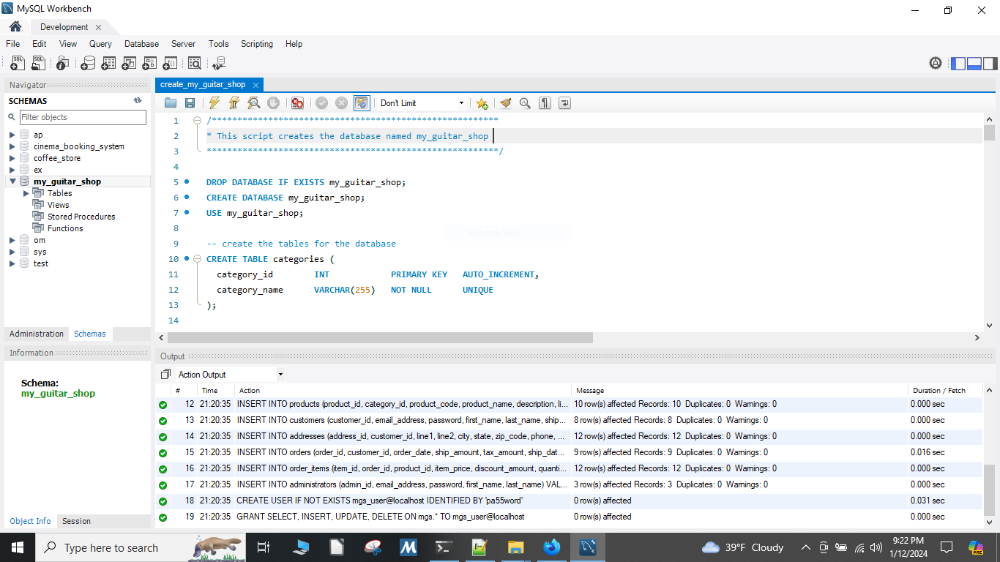 MySQL Workbench
Development
File Edit View Query Database Server Tools Scripting Help
Navigator
SCHEMAS
Filter objects
ap
cinema_booking_system
coffee_store
ex
my_guitar_shop
Tables
Views
Stored Procedures
Functions
om
sys
test
Administration Schemas
Information
Schema:
my_guitar_shop
Object Info Session
create_my_guitar_shop
Don't Limit
1 /********************************************************
2 * This script creates the database named my_guitar_shop
3 *********************************************************/
4
5 DROP DATABASE IF EXISTS my_guitar_shop;
6 CREATE DATABASE my_guitar_shop;
7 USE my_guitar_shop;
8
Window Snip
9 -- create the tables for the database
10 CREATE TABLE categories (
11 category_id INT PRIMARY KEY AUTO_INCREMENT,
12 category_name VARCHAR(255) NOT NULL UNIQUE
13 );
14
Output
Action Output
# Time Action Message Duration / Fetch
12 21:20:35 INSERT INTO products (product_id, category_id, product_code, product_name, description, li... 10 row(s) affected Records: 10 Duplicates: 0 Warnings: 0 0.000 sec
13 21:20:35 INSERT INTO customers (customer_id, email_address, password, first_name, last_name, ship... 8 row(s) affected Records: 8 Duplicates: 0 Warnings: 0 0.000 sec
14 21:20:35 INSERT INTO addresses (address_id, customer_id, line1, line2, city, state, zip_code, phone, ... 12 row(s) affected Records: 12 Duplicates: 0 Warnings: 0 0.000 sec
15 21:20:35 INSERT INTO orders (order_id, customer_id, order_date, ship_amount, tax_amount, ship_dat... 9 row(s) affected Records: 9 Duplicates: 0 Warnings: 0 0.016 sec
16 21:20:35 INSERT INTO order_items (item_id, order_id, product_id, item_price, discount_amount, quanti... 12 row(s) affected Records: 12 Duplicates: 0 Warnings: 0 0.000 sec
17 21:20:35 INSERT INTO administrators (admin_id, email_address, password, first_name, last_name) VAL... 3 row(s) affected Records: 3 Duplicates: 0 Warnings: 0 0.000 sec
18 21:20:35 CREATE USER IF NOT EXISTS mgs_user@localhost IDENTIFIED BY 'pa55word' 0 row(s) affected 0.031 sec
19 21:20:35 GRANT SELECT, INSERT, UPDATE, DELETE ON mgs.* TO mgs_user@localhost 0 row(s) affected 0.000 sec
Type here to search
39°F Cloudy
9:22 PM
1/12/2024